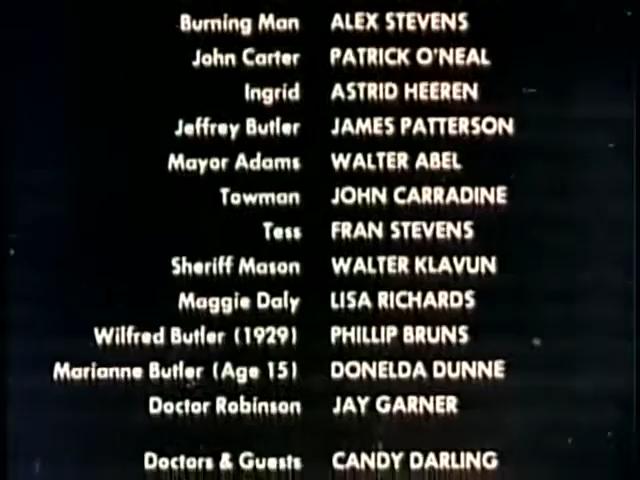 Burning Man ALEX STEVENS
John Carter PATRICK O'NEAL
Ingrid ASTRID HEEREN
Jeffrey Butler JAMES PATTERSON
Mayor Adams WALTER ABEL
Towman JOHN CARRADINE
Tess FRAN STEVENS
Sheriff Mason WALTER KLAVUN
Maggie Daly LISA RICHARDS
Wilfred Butler (1929) PHILLIP BRUNS
Marianne Butler (Age 15) DONELDA DUNNE
Doctor Robinson JAY GARNER
Doctors & Guests CANDY DARLING